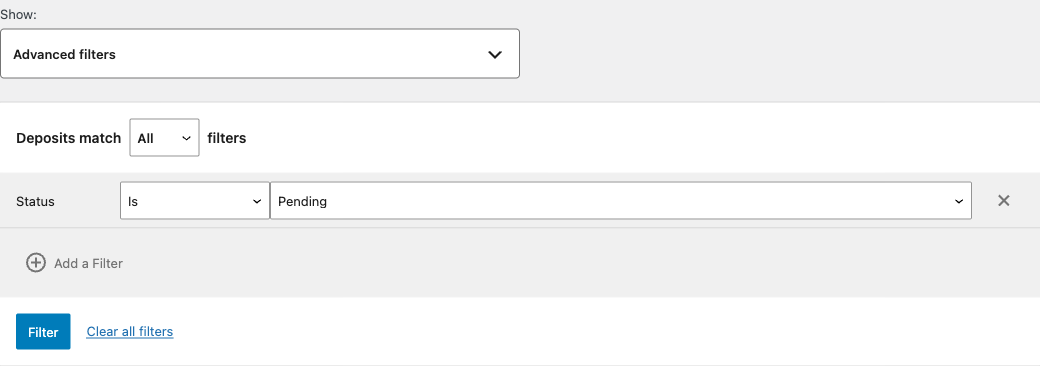 Show:
Advanced filters
Deposits match All filters
Status Is Pending
Add a Filter
Filter Clear all filters